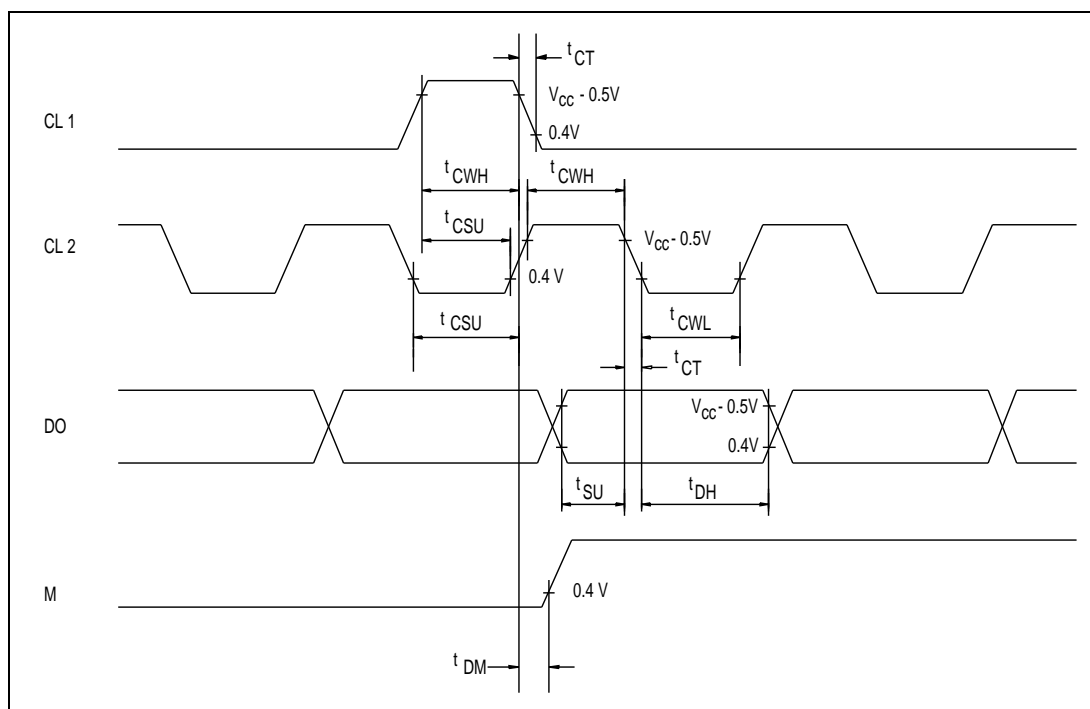 tCT
VCC - 0.5V
CL 1
0.4V
tCWH
tCWH
tCSU
CL 2
VCC - 0.5V
0.4 V
tCSU
tCWL
tCT
VCC - 0.5V
DO
0.4V
tSU
tDH
M
0.4 V
tDM